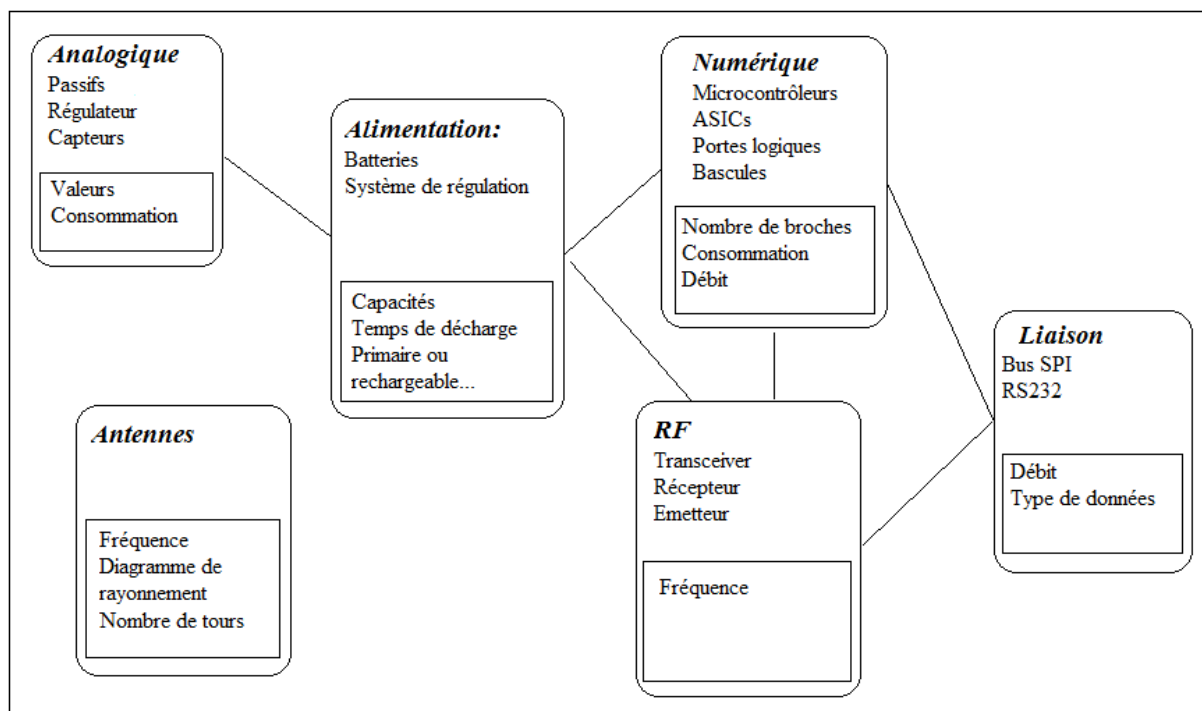 Analogique
Passifs
Régulateur
Capteurs
Valeurs
Consommation
Alimentation:
Batteries
Système de régulation
Capacités
Temps de décharge
Primaire ou
rechargeable...
Numérique
Microcontrôleurs
ASICs
Portes logiques
Bascules
Nombre de broches
Consommation
Débit
Liaison
Bus SPI
RS232
Débit
Type de données
Antennes
Fréquence
Diagramme de
rayonnement
Nombre de tours
RF
Transceiver
Récepteur
Emetteur
Fréquence